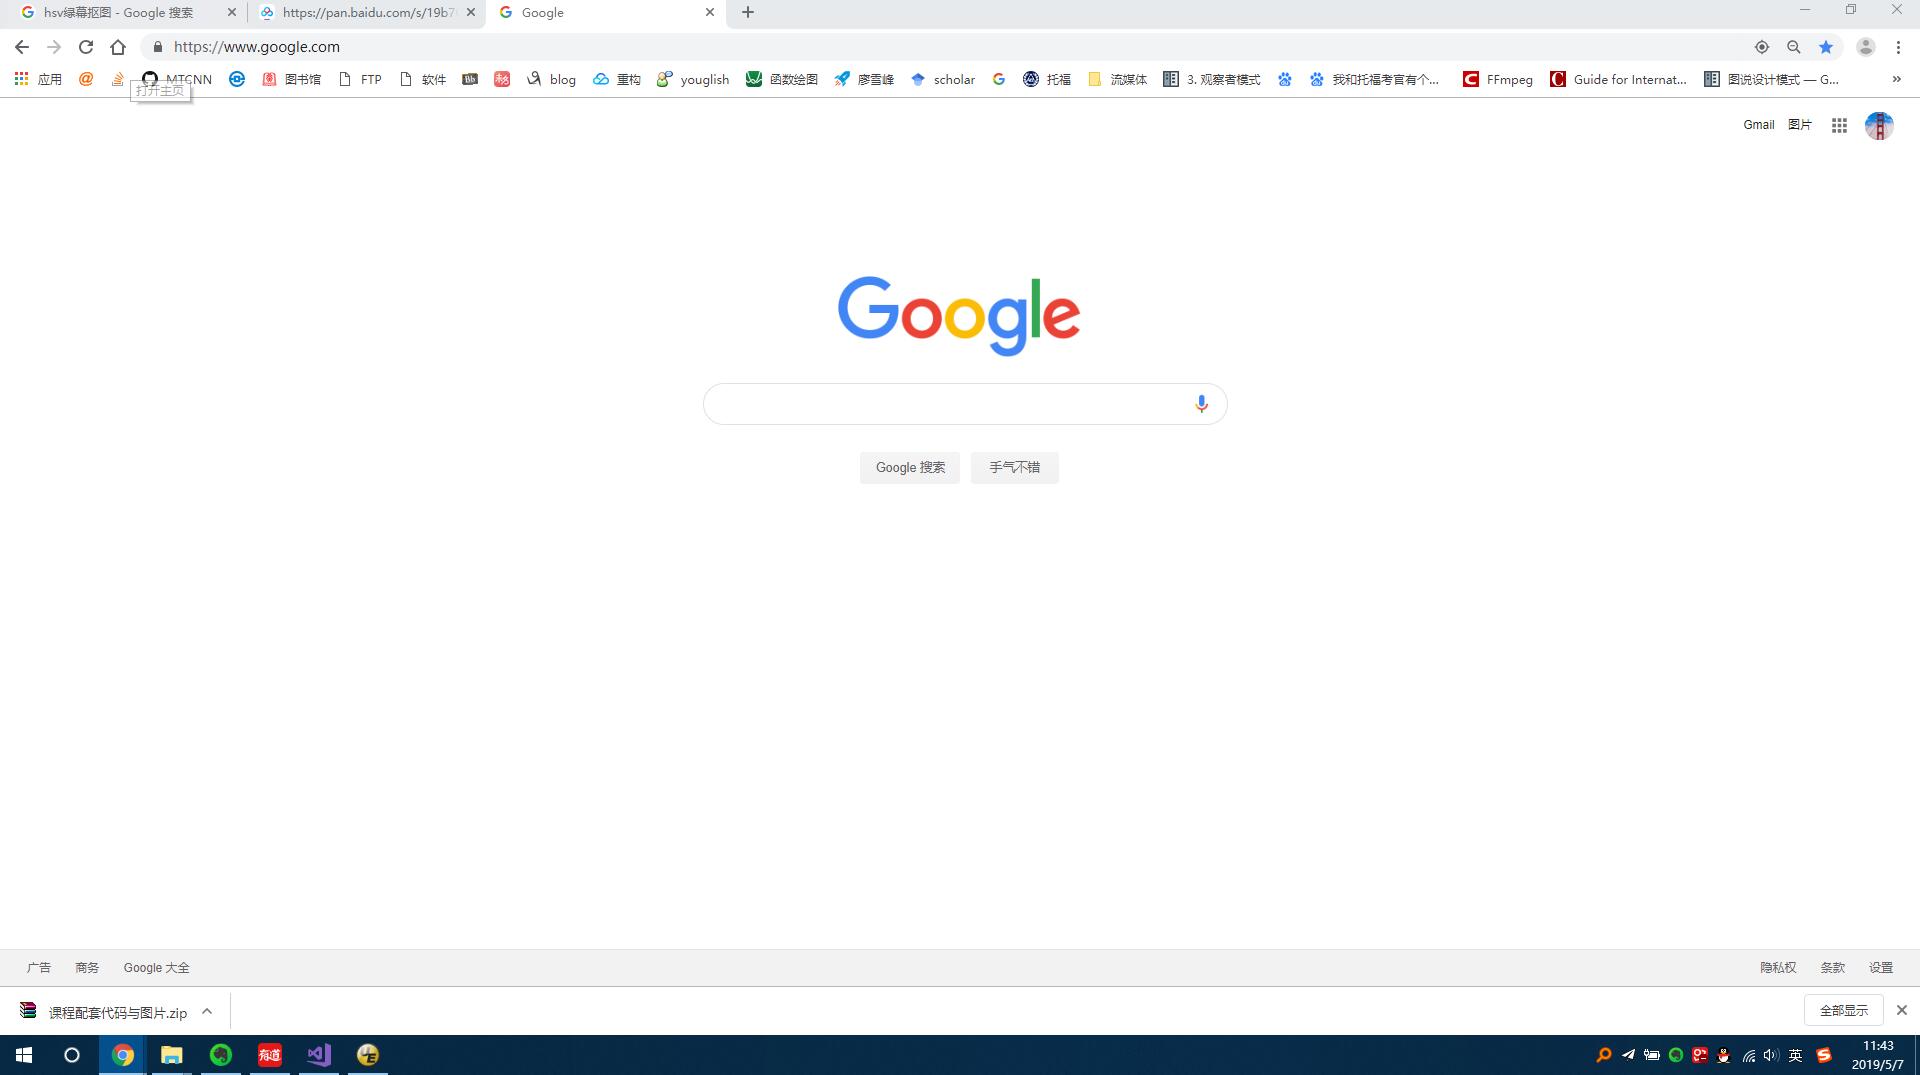 hsv绿幕抠图 - Google 搜索
https://pan.baidu.com/s/19b7
Google
https://www.google.com
应用
MTCNN
图书馆
FTP
软件
Bb
blog
重构
youglish
函数绘图
廖雪峰
scholar
托福
流媒体
3. 观察者模式
我和托福考官有个...
FFmpeg
Guide for Internat...
图说设计模式 — G...
»
打开主页
Gmail
图片
Google
Google 搜索
手气不错
广告
商务
Google 大全
隐私权
条款
设置
课程配套代码与图片.zip
全部显示
有道
英
11:43
2019/5/7